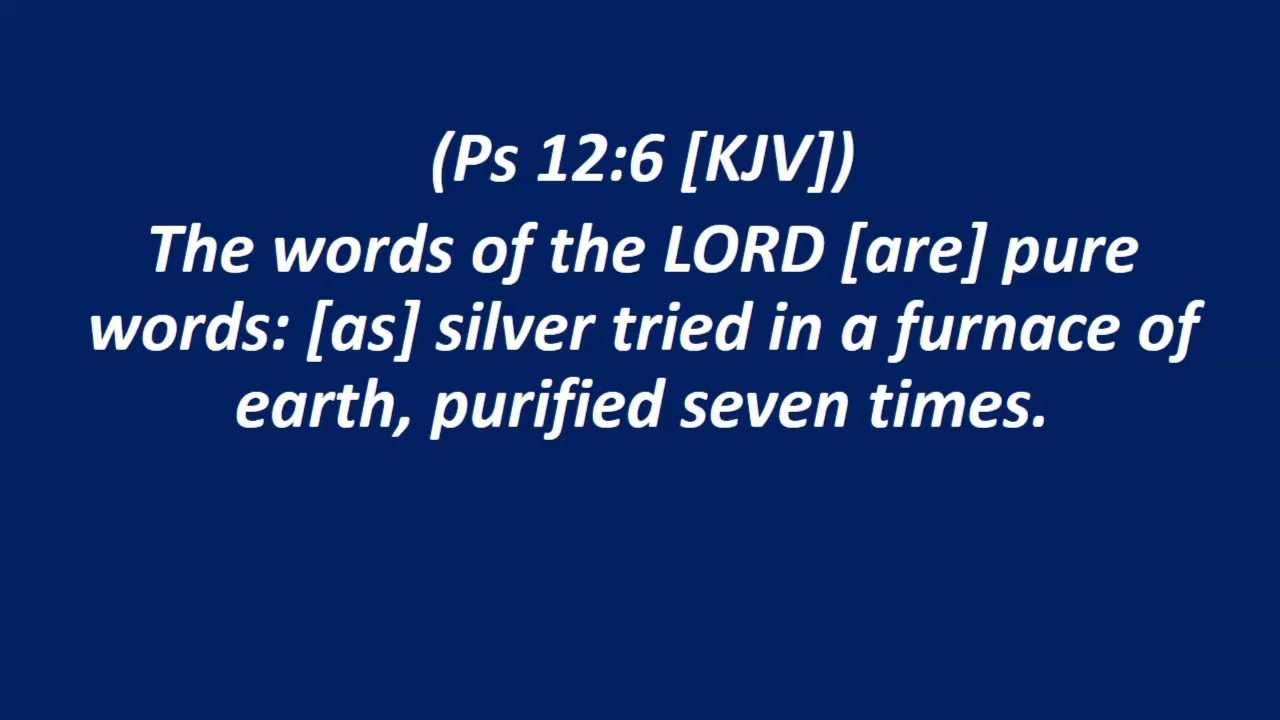 (Ps 12:6 [KJV])
The words of the LORD [are] pure
words: [as] silver tried in a furnace of
earth, purified seven times.